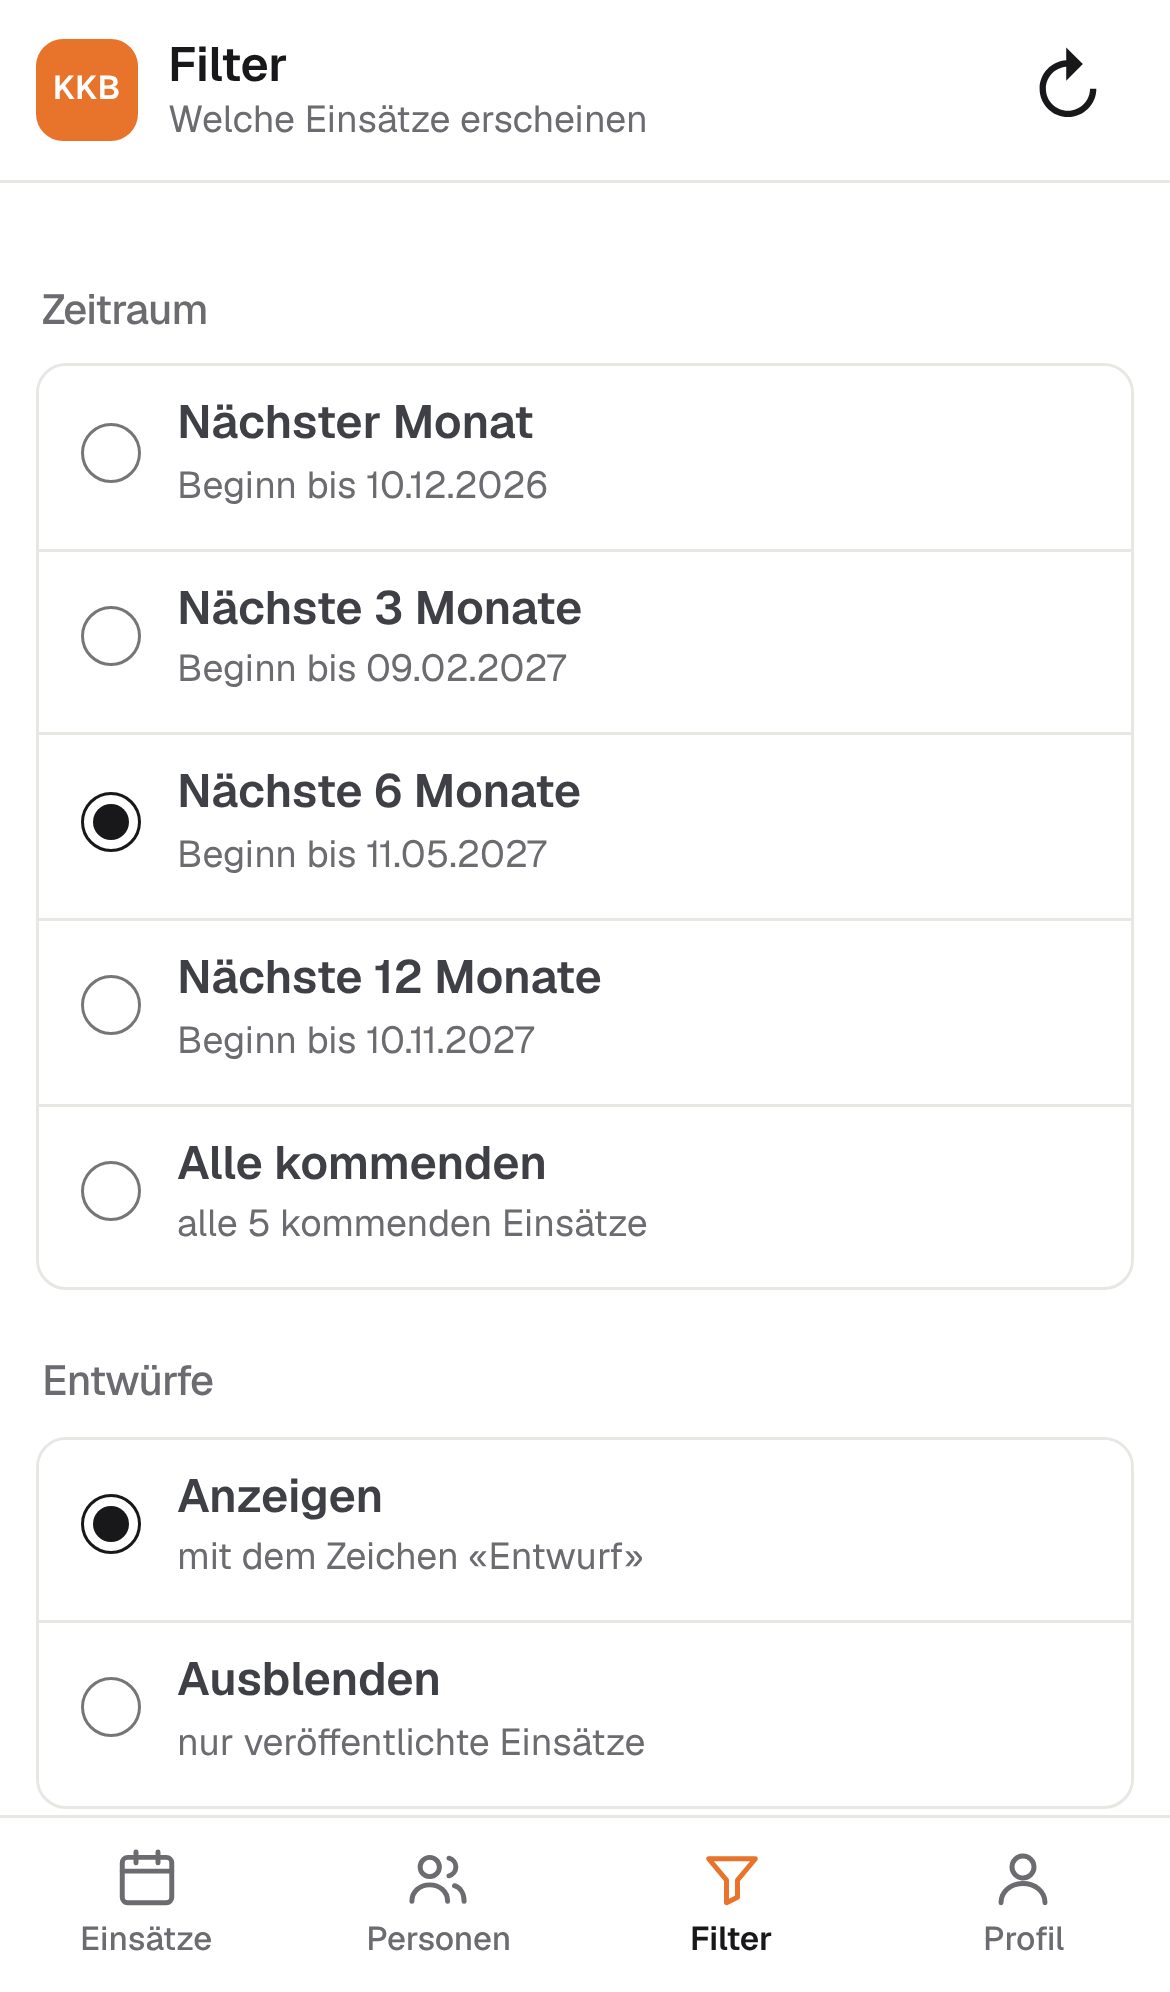 KKB
Filter
Welche Einsätze erscheinen
Zeitraum
Nächster Monat
Beginn bis 10.12.2026
Nächste 3 Monate
Beginn bis 09.02.2027
Nächste 6 Monate
Beginn bis 11.05.2027
Nächste 12 Monate
Beginn bis 10.11.2027
Alle kommenden
alle 5 kommenden Einsätze
Entwürfe
Anzeigen
mit dem Zeichen «Entwurf»
Ausblenden
nur veröffentlichte Einsätze
Einsätze
Personen
Filter
Profil